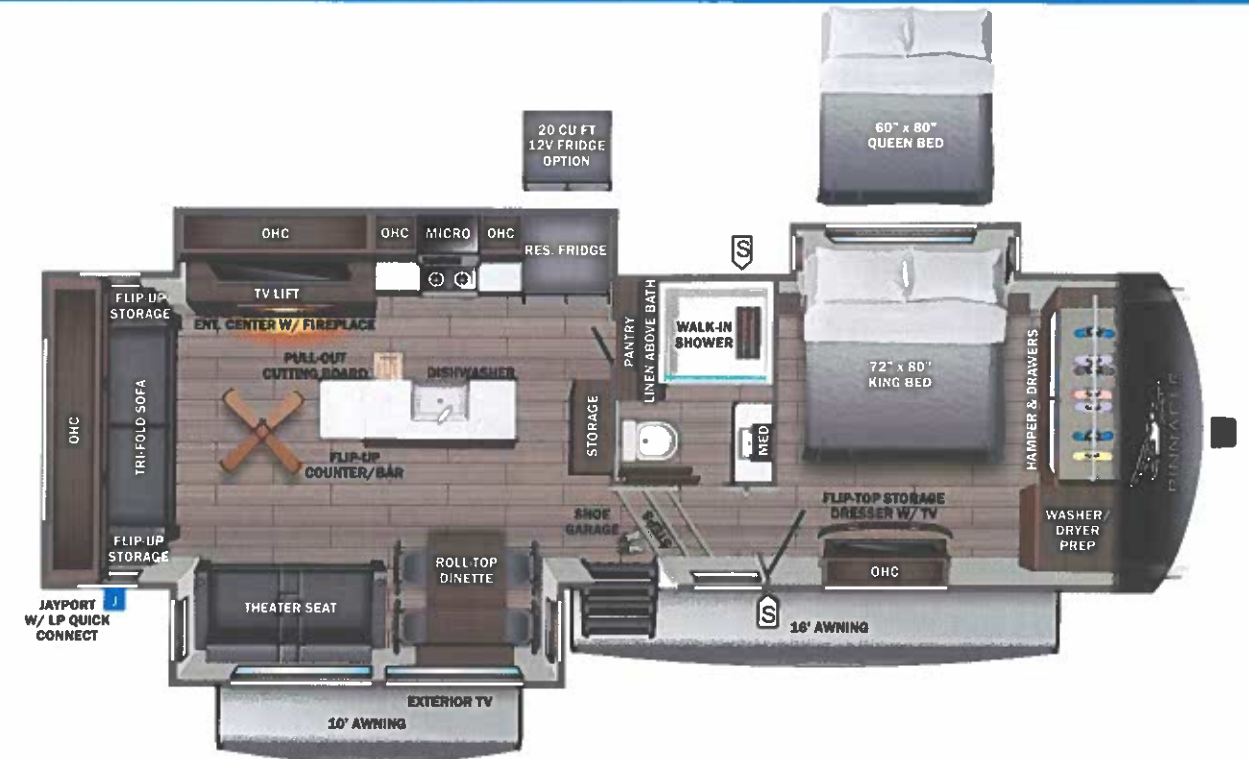 60" x 80"
QUEEN BED
20 CU FT
12V FRIDGE
OPTION
OHC
OHC
MICRO
OHC
RES. FRIDGE
S
FLIP-UP
STORAGE
TV LIFT
ENT. CENTER W/ FIREPLACE
PANTRY
LINEN ABOVE BATH
WALK-IN
SHOWER
72" x 80"
KING BED
HAMPER & DRAWERS
PINNACLE
PULL-OUT
CUTTING BOARD
DISHWASHER
OHC
TRI-FOLD SOFA
STORAGE
MED
FLIP-UP
COUNTER/BAR
FLIP-TOP STORAGE
DRESSER W/ TV
SHOE
GARAGE
STEPS
WASHER/
DRYER
PREP
FLIP-UP
STORAGE
ROLL-TOP
DINETTE
OHC
THEATER SEAT
J
JAYPORT
W/ LP QUICK
CONNECT
S
16' AWNING
EXTERIOR TV
10' AWNING